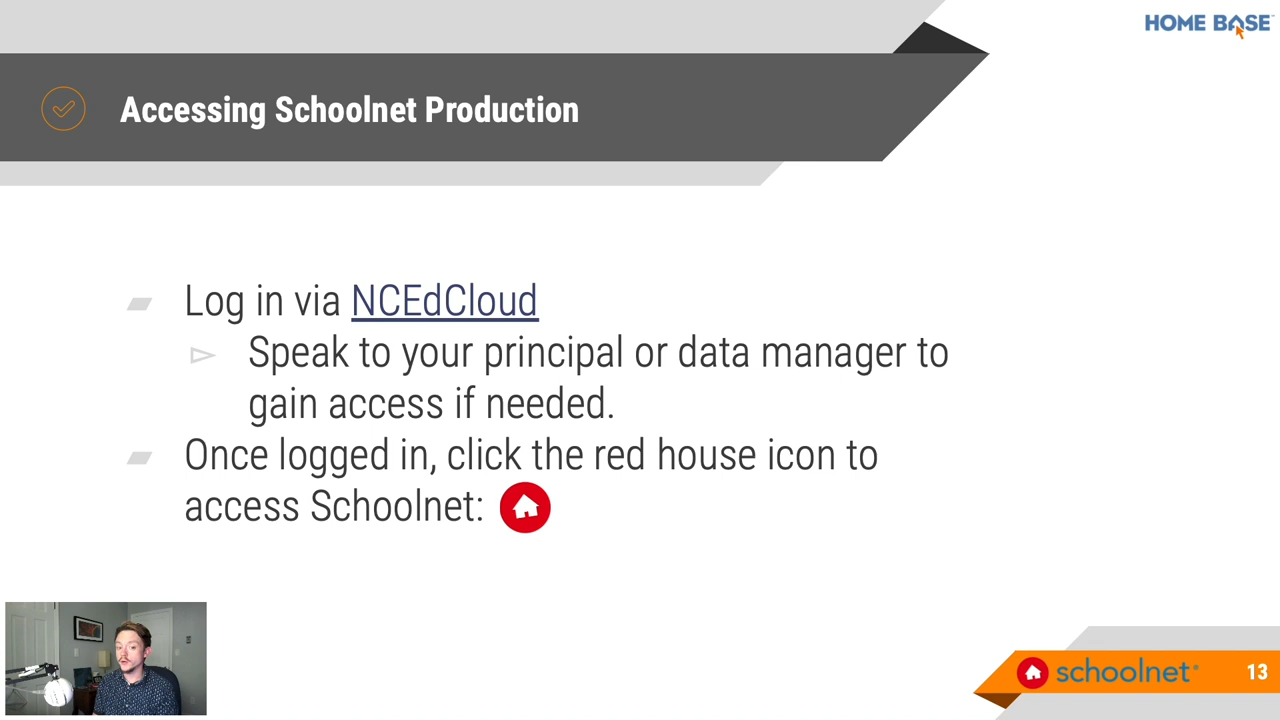 HOME BASE
Accessing Schoolnet Production
Log in via NCEdCloud
Speak to your principal or data manager to
gain access if needed.
Once logged in, click the red house icon to
access Schoolnet:
schoolnet
13